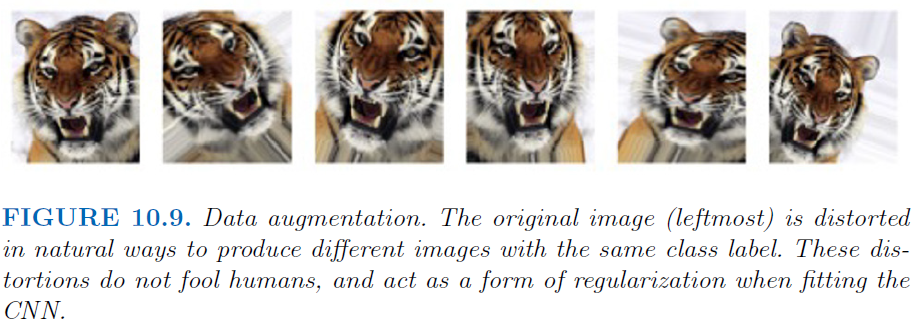 FIGURE 10.9. Data augmentation. The original image (leftmost) is distorted
in natural ways to produce different images with the same class label. These dis-
tortions do not fool humans, and act as a form of regularization when fitting the
CNN.